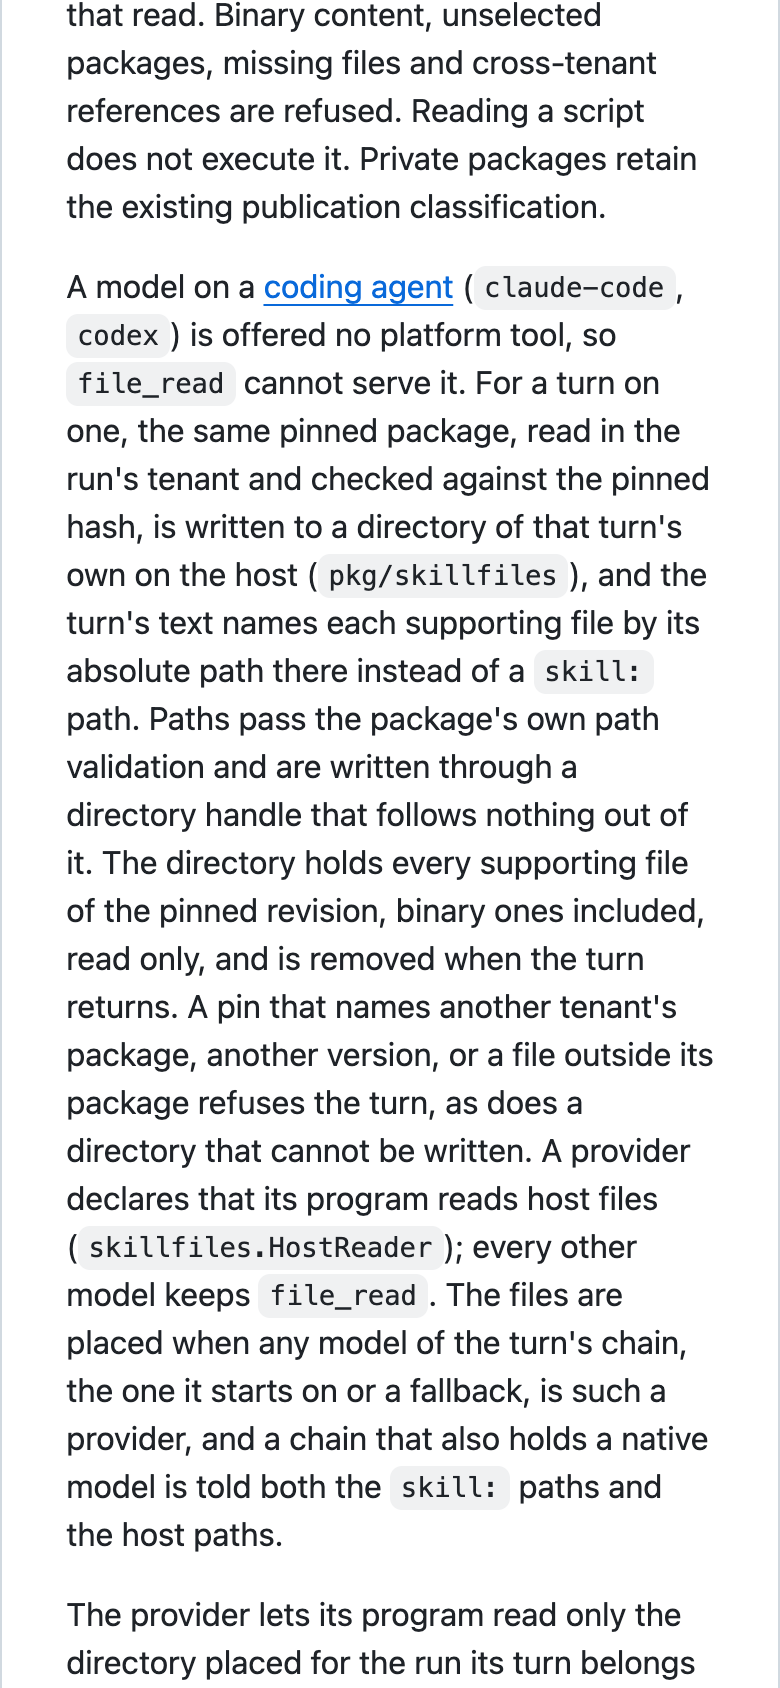 that read. Binary content, unselected
packages, missing files and cross-tenant
references are refused. Reading a script
does not execute it. Private packages retain
the existing publication classification.
A model on a coding agent (claude-code,
codex) is offered no platform tool, so
file_read cannot serve it. For a turn on
one, the same pinned package, read in the
run's tenant and checked against the pinned
hash, is written to a directory of that turn's
own on the host (pkg/skillfiles), and the
turn's text names each supporting file by its
absolute path there instead of a skill:
path. Paths pass the package's own path
validation and are written through a
directory handle that follows nothing out of
it. The directory holds every supporting file
of the pinned revision, binary ones included,
read only, and is removed when the turn
returns. A pin that names another tenant's
package, another version, or a file outside its
package refuses the turn, as does a
directory that cannot be written. A provider
declares that its program reads host files
(skillfiles.HostReader); every other
model keeps file_read. The files are
placed when any model of the turn's chain,
the one it starts on or a fallback, is such a
provider, and a chain that also holds a native
model is told both the skill: paths and
the host paths.
The provider lets its program read only the
directory placed for the run its turn belongs